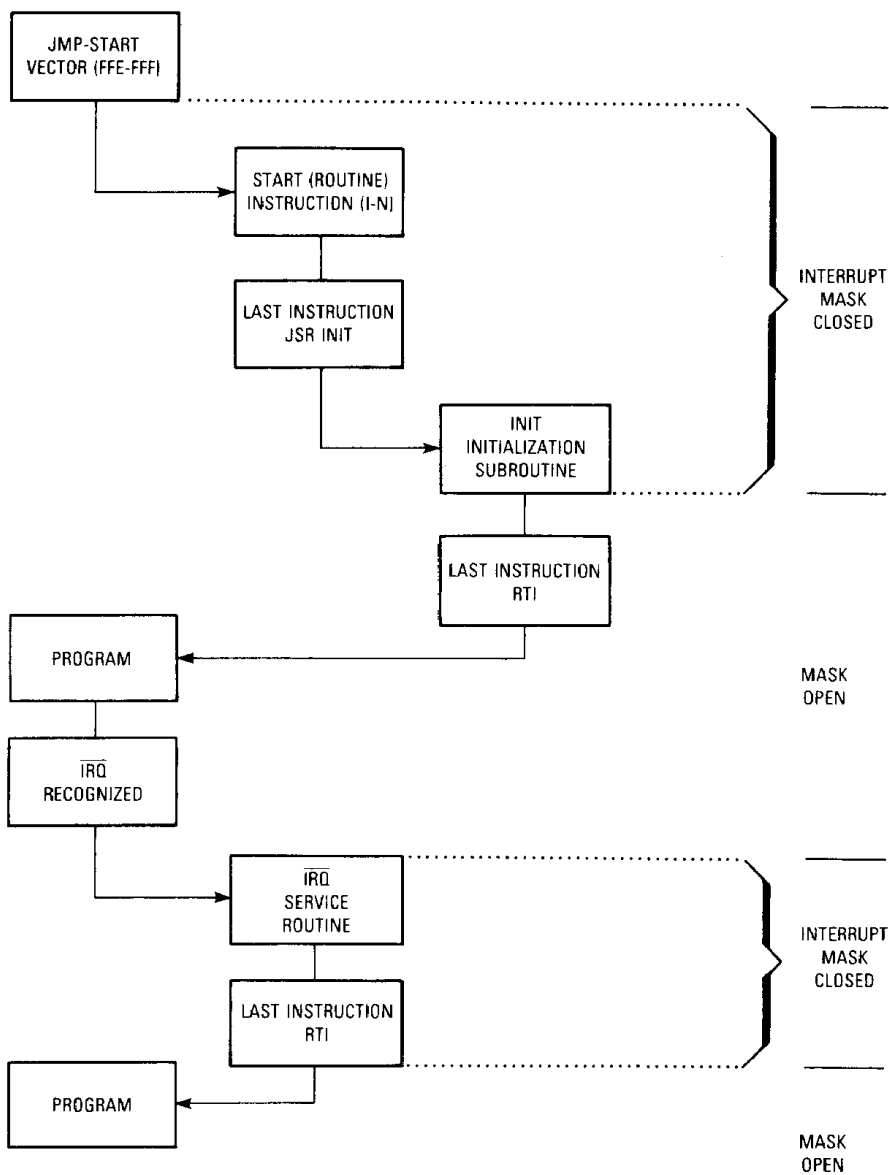 JMP-START
VECTOR (FFE-FFF)
START (ROUTINE)
INSTRUCTION (I-N)
LAST INSTRUCTION
JSR INIT
INTERRUPT
MASK
CLOSED
INIT
INITIALIZATION
SUBROUTINE
LAST INSTRUCTION
RTI
PROGRAM
MASK
OPEN
IRQ
RECOGNIZED
IRQ
SERVICE
ROUTINE
INTERRUPT
MASK
CLOSED
LAST INSTRUCTION
RTI
PROGRAM
MASK
OPEN